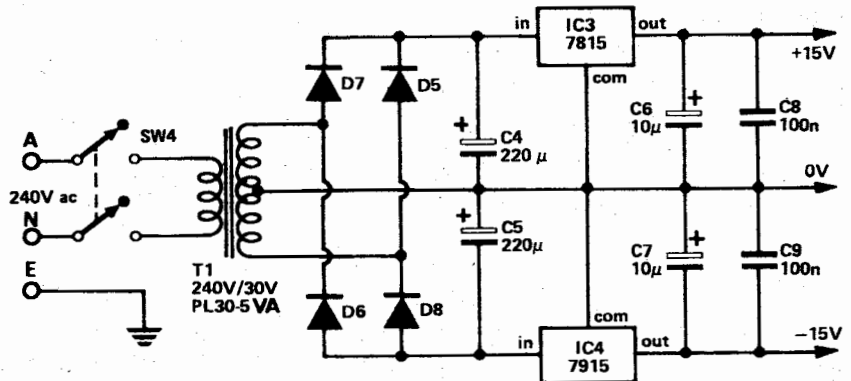 in
IC3
7815
out
+15V
com
D7
D5
C6
10μ
+
C8
100n
SW4
+
C4
220 μ
A
240V ac
N
E
0V
+
C5
220μ
C7
10μ
+
C9
100n
T1
240V/30V
PL30-5 VA
D6
D8
com
in
IC4
7915
out
−15V